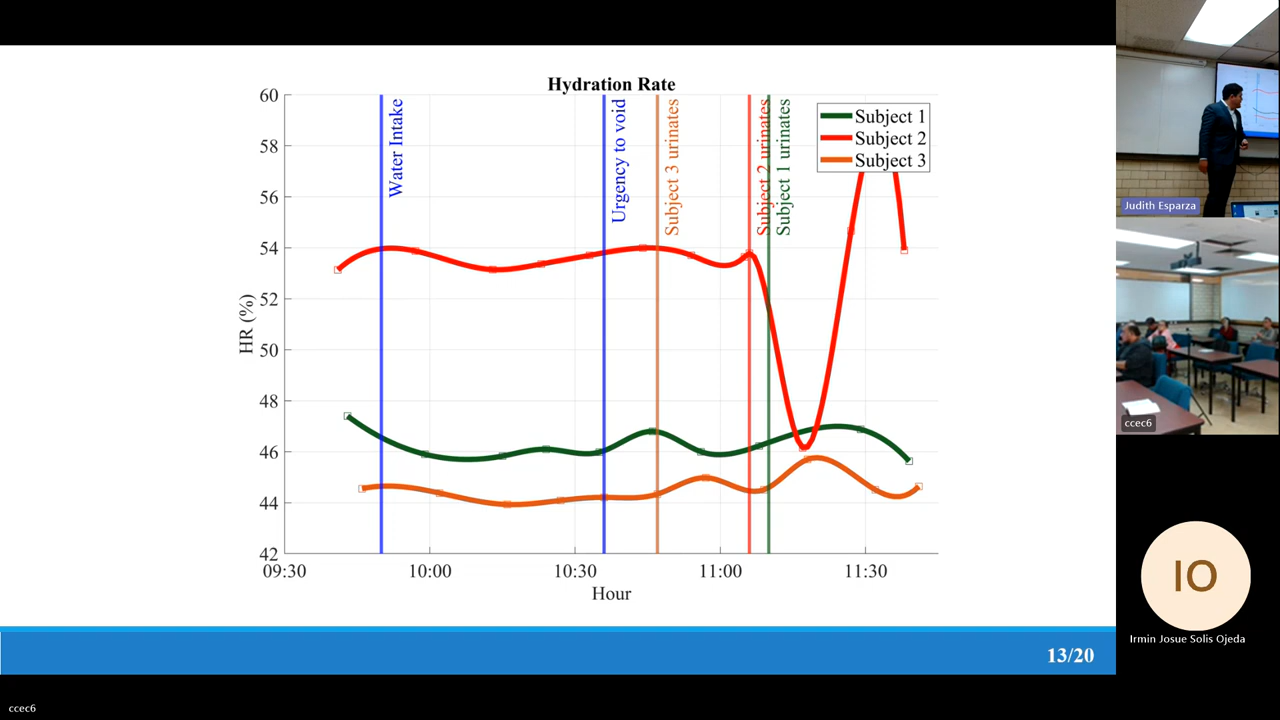 Hydration Rate
60
58
56
54
52
50
48
46
44
42
HR (%)
09:30
10:00
10:30
11:00
11:30
Hour
Water Intake
Urgency to void
Subject 3 urinates
Subject 2 urinates
Subject 1 urinates
Subject 1
Subject 2
Subject 3
13/20
Judith Esparza
ccec6
IO
Irmin Josue Solis Ojeda
ccec6